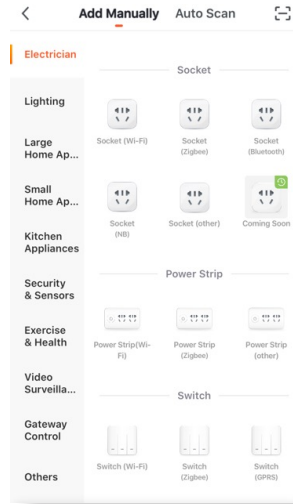 Add Manually
Auto Scan
Electrician
Lighting
Large
Home Ap...
Small
Home Ap...
Kitchen
Appliances
Security
& Sensors
Exercise
& Health
Video
Surveilla...
Gateway
Control
Others
Socket
Socket (Wi-Fi)
Socket
(Zigbee)
Socket
(Bluetooth)
Socket
(NB)
Socket (other)
Coming Soon
Power Strip
Power Strip(Wi-
Fi)
Power Strip
(Zigbee)
Power Strip
(other)
Switch
Switch (Wi-Fi)
Switch
(Zigbee)
Switch
(GPRS)